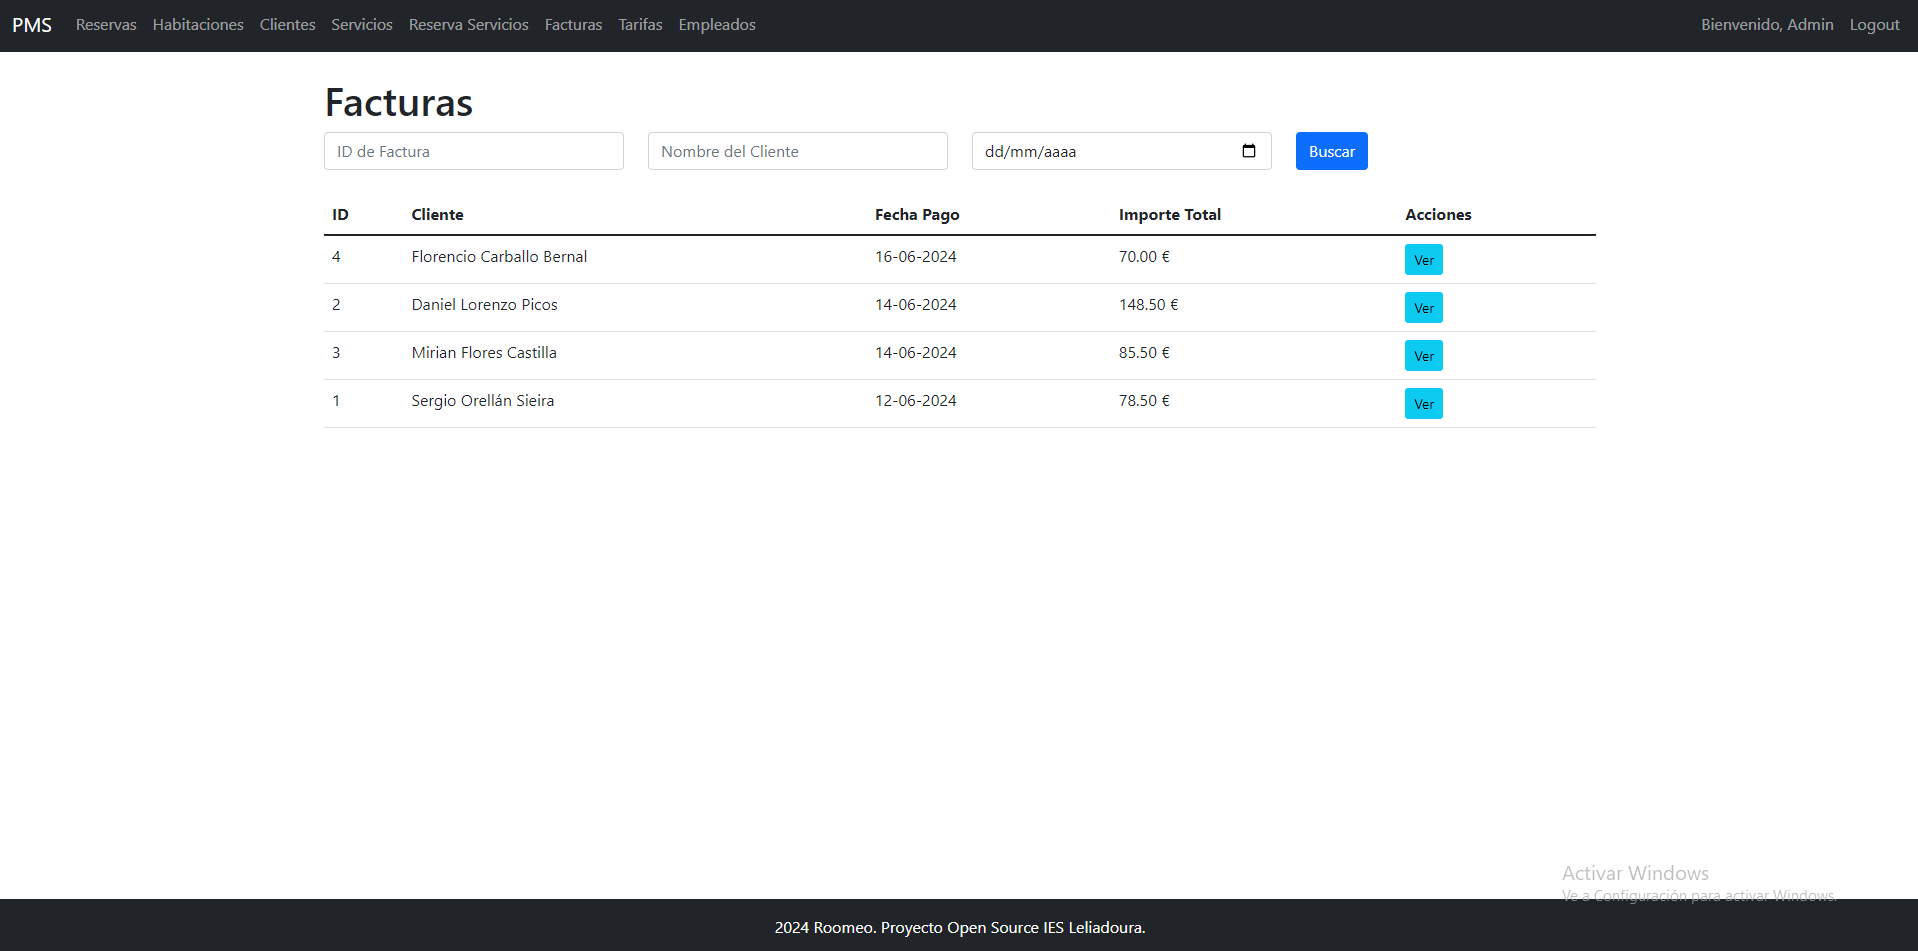 PMS Reservas Habitaciones Clientes Servicios Reserva Servicios Facturas Tarifas Empleados Bienvenido, Admin Logout
Facturas
ID de Factura Nombre del Cliente dd/mm/aaaa Buscar
ID Cliente Fecha Pago Importe Total Acciones
4 Florencio Carballo Bernal 16-06-2024 70.00 € Ver
2 Daniel Lorenzo Picos 14-06-2024 148.50 € Ver
3 Mirian Flores Castilla 14-06-2024 85.50 € Ver
1 Sergio Orellán Sieira 12-06-2024 78.50 € Ver
Activar Windows
Ve a Configuración para activar Windows.
2024 Roomeo. Proyecto Open Source IES Leliadoura.